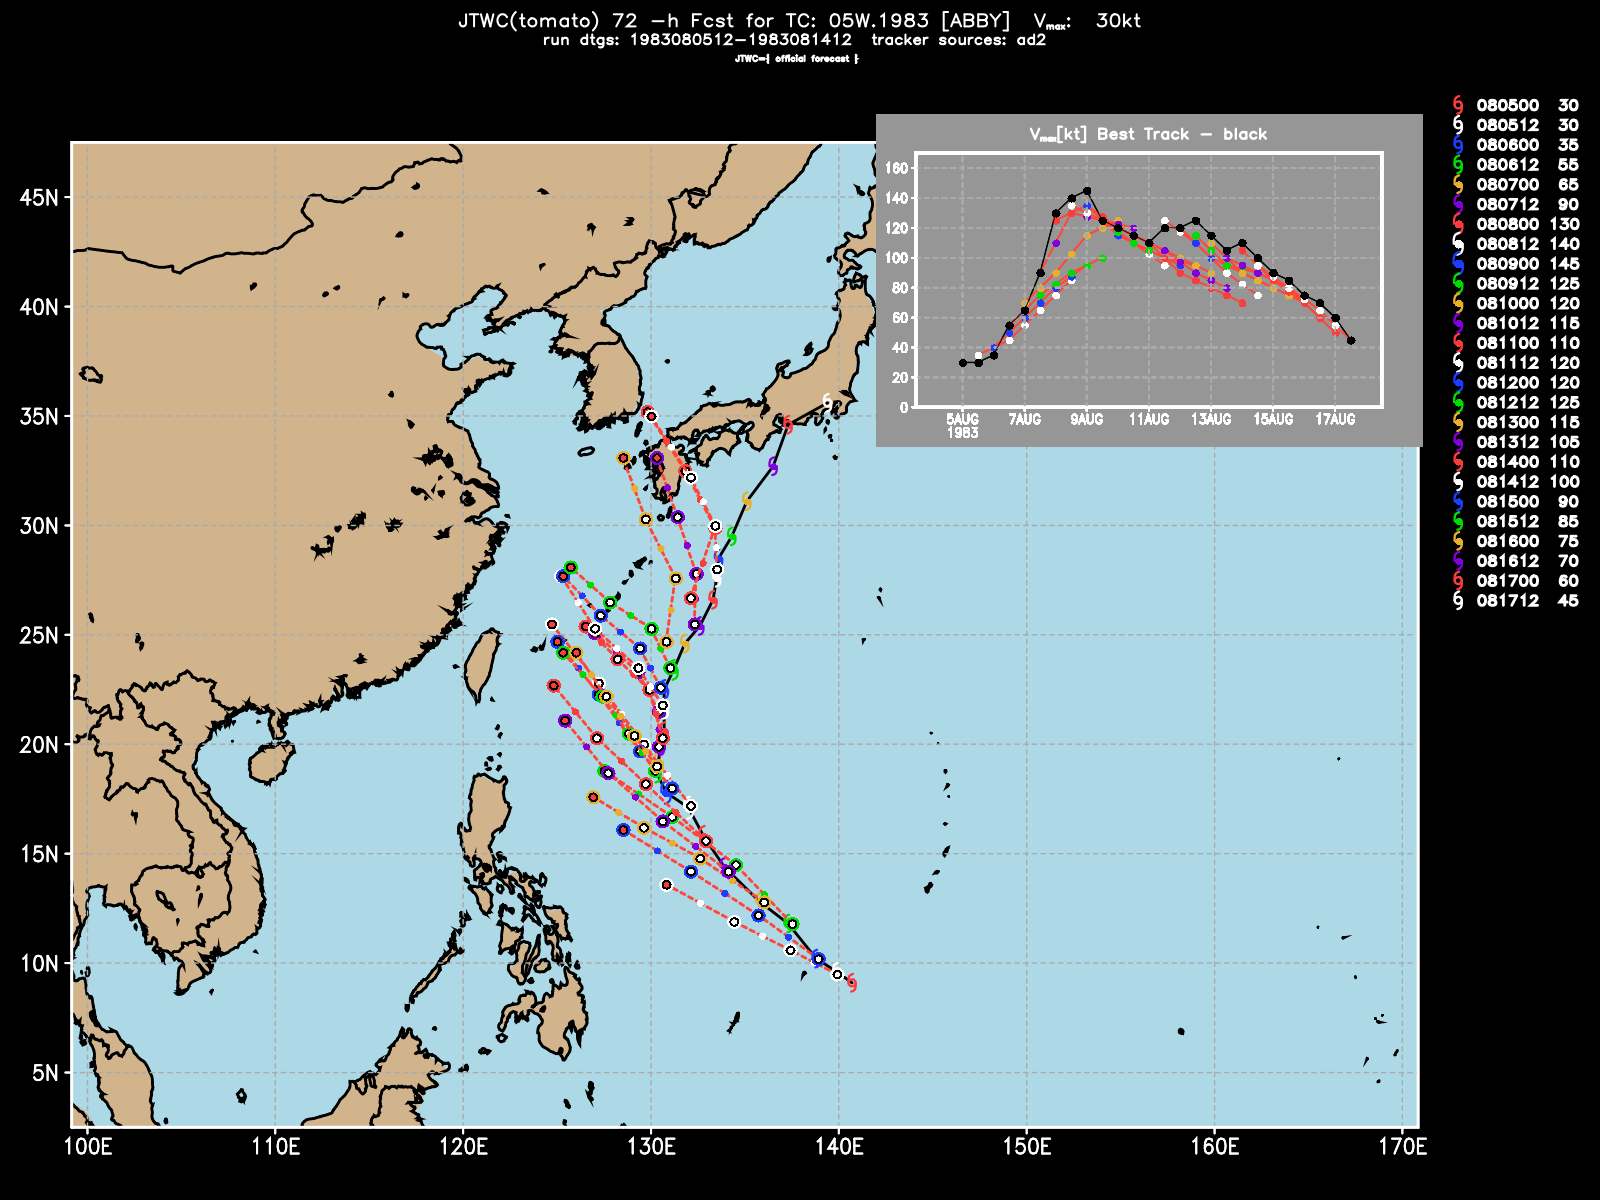 JTWC(tomato) 72 -h Fcst for TC: 05W.1983 [ABBY] Vmax: 30kt
run dtgs: 1983080512-1983081412 tracker sources: ad2
JTWC={ official forecast }
Vmax[kt] Best Track - black
160
140
120
100
80
60
40
20
0
5AUG 7AUG 9AUG 11AUG 13AUG 15AUG 17AUG
1983
080500 30
080512 30
080600 35
080612 55
080700 65
080712 90
080800 130
080812 140
080900 145
080912 125
081000 120
081012 115
081100 110
081112 120
081200 120
081212 125
081300 115
081312 105
081400 110
081412 100
081500 90
081512 85
081600 75
081612 70
081700 60
081712 45
45N
40N
35N
30N
25N
20N
15N
10N
5N
100E 110E 120E 130E 140E 150E 160E 170E